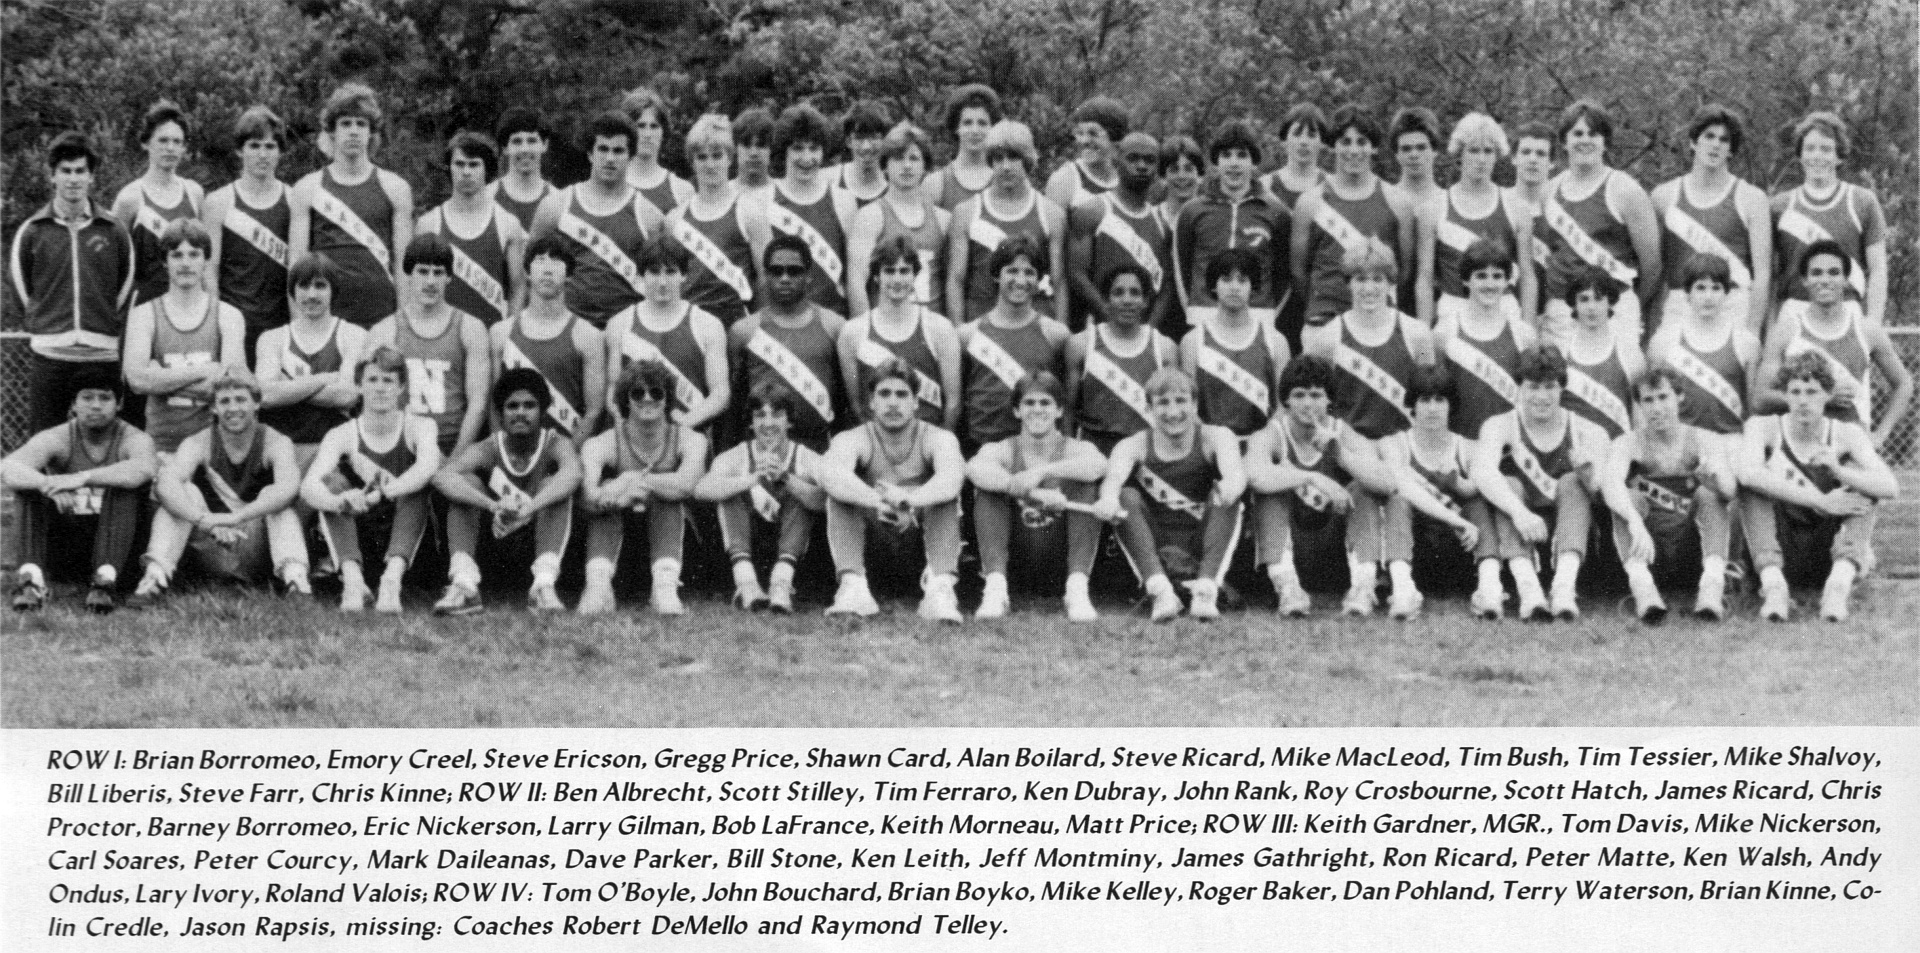 ROW I: Brian Borromeo, Emory Creel, Steve Ericson, Gregg Price, Shawn Card, Alan Boilard, Steve Ricard, Mike MacLeod, Tim Bush, Tim Tessier, Mike Shalvoy,
Bill Liberis, Steve Farr, Chris Kinne; ROW II: Ben Albrecht, Scott Stilley, Tim Ferraro, Ken Dubray, John Rank, Roy Crosbourne, Scott Hatch, James Ricard, Chris
Proctor, Barney Borromeo, Eric Nickerson, Larry Gilman, Bob LaFrance, Keith Morneau, Matt Price; ROW III: Keith Gardner, MGR., Tom Davis, Mike Nickerson,
Carl Soares, Peter Courcy, Mark Daileanas, Dave Parker, Bill Stone, Ken Leith, Jeff Montminy, James Gathright, Ron Ricard, Peter Matte, Ken Walsh, Andy
Ondus, Lary Ivory, Roland Valois; ROW IV: Tom O'Boyle, John Bouchard, Brian Boyko, Mike Kelley, Roger Baker, Dan Pohland, Terry Waterson, Brian Kinne, Co-
lin Credle, Jason Rapsis, missing: Coaches Robert DeMello and Raymond Telley.